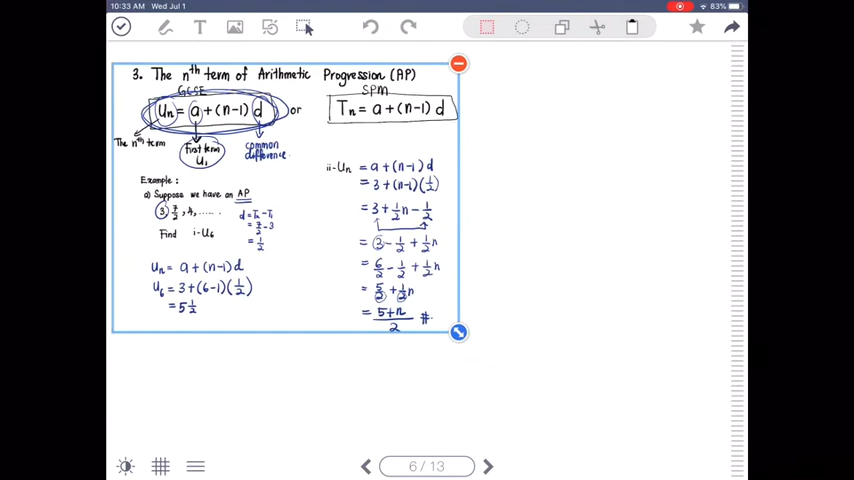 10:33 AM Wed Jul 1
83%
3. The nth term of Arithmetic Progression (AP)
GCSE
SPM
Un = a + (n-1) d or
Tn = a + (n-1) d
The nth term
First term
U1
common
difference
Example :
a) Suppose we have an AP
3, 7/2, 4, ......
Find i- U6
d = T2 - T1
= 7/2 - 3
= 1/2
Un = a + (n-1) d
U6 = 3 + (6-1) (1/2)
= 5 1/2
ii- Un = a + (n-1) d
= 3 + (n-1) (1/2)
= 3 + 1/2 n - 1/2
= 3 - 1/2 + 1/2 n
= 6/2 - 1/2 + 1/2 n
= 5/2 + 1/2 n
= 5+n/2 #
6 / 13